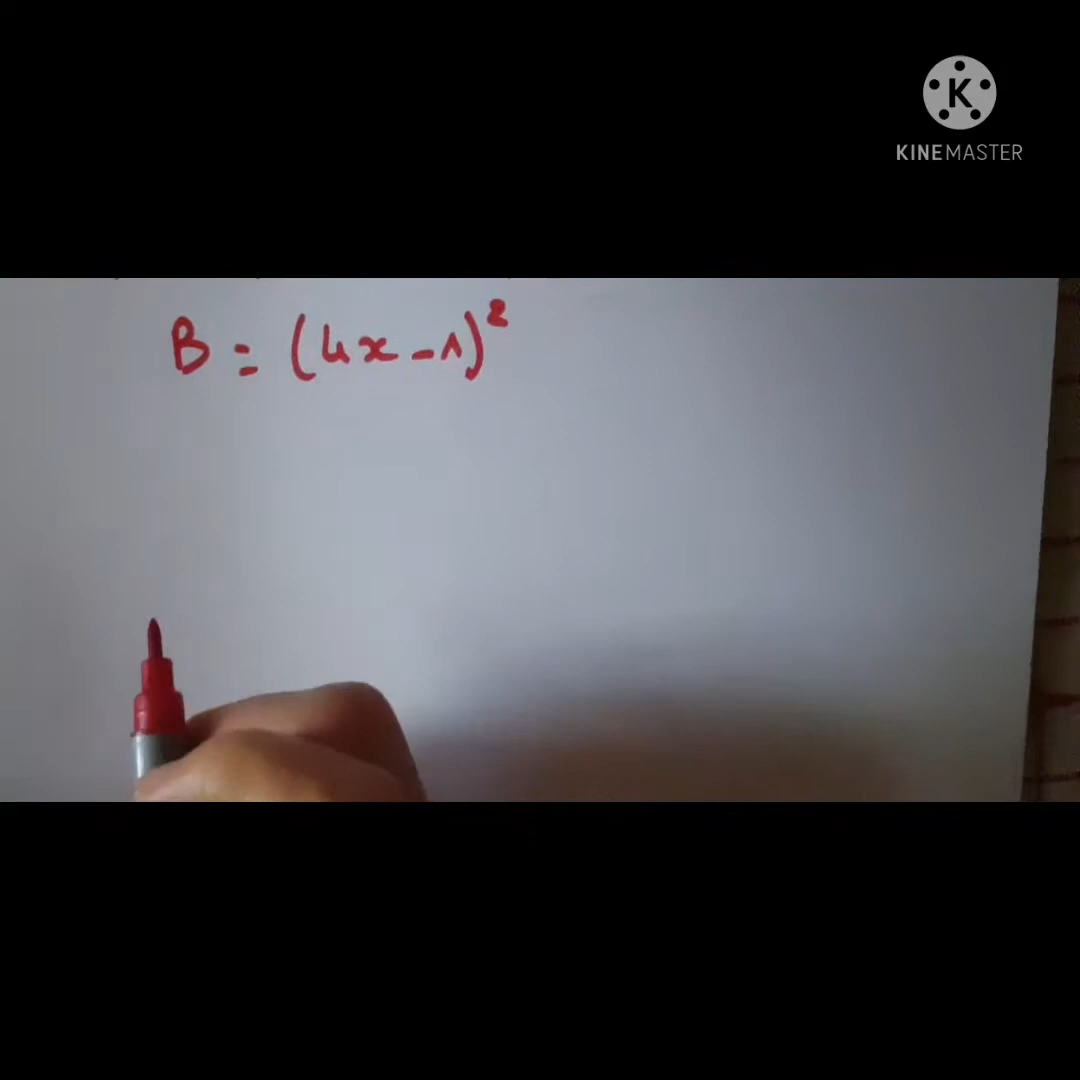 K
KINEMASTER
B = (4x - 1)²